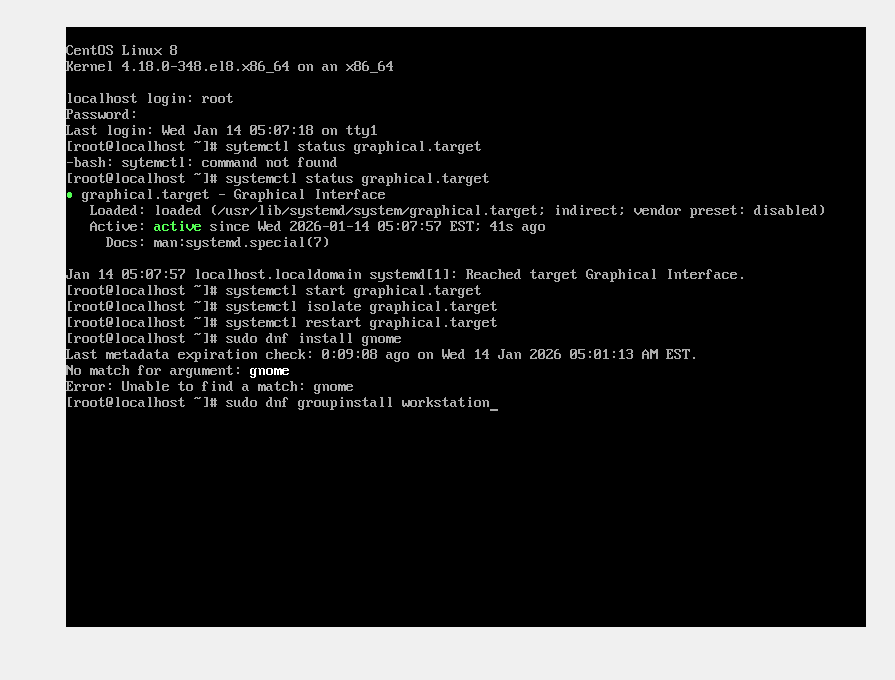 CentOS Linux 8
Kernel 4.18.0-348.el8.x86_64 on an x86_64
localhost login: root
Password:
Last login: Wed Jan 14 05:07:18 on tty1
[root@localhost ~]# sytemctl status graphical.target
-bash: sytemctl: command not found
[root@localhost ~]# systemctl status graphical.target
● graphical.target - Graphical Interface
   Loaded: loaded (/usr/lib/systemd/system/graphical.target; indirect; vendor preset: disabled)
   Active: active since Wed 2026-01-14 05:07:57 EST; 41s ago
     Docs: man:systemd.special(7)
Jan 14 05:07:57 localhost.localdomain systemd[1]: Reached target Graphical Interface.
[root@localhost ~]# systemctl start graphical.target
[root@localhost ~]# systemctl isolate graphical.target
[root@localhost ~]# systemctl restart graphical.target
[root@localhost ~]# sudo dnf install gnome
Last metadata expiration check: 0:09:08 ago on Wed 14 Jan 2026 05:01:13 AM EST.
No match for argument: gnome
Error: Unable to find a match: gnome
[root@localhost ~]# sudo dnf groupinstall workstation_